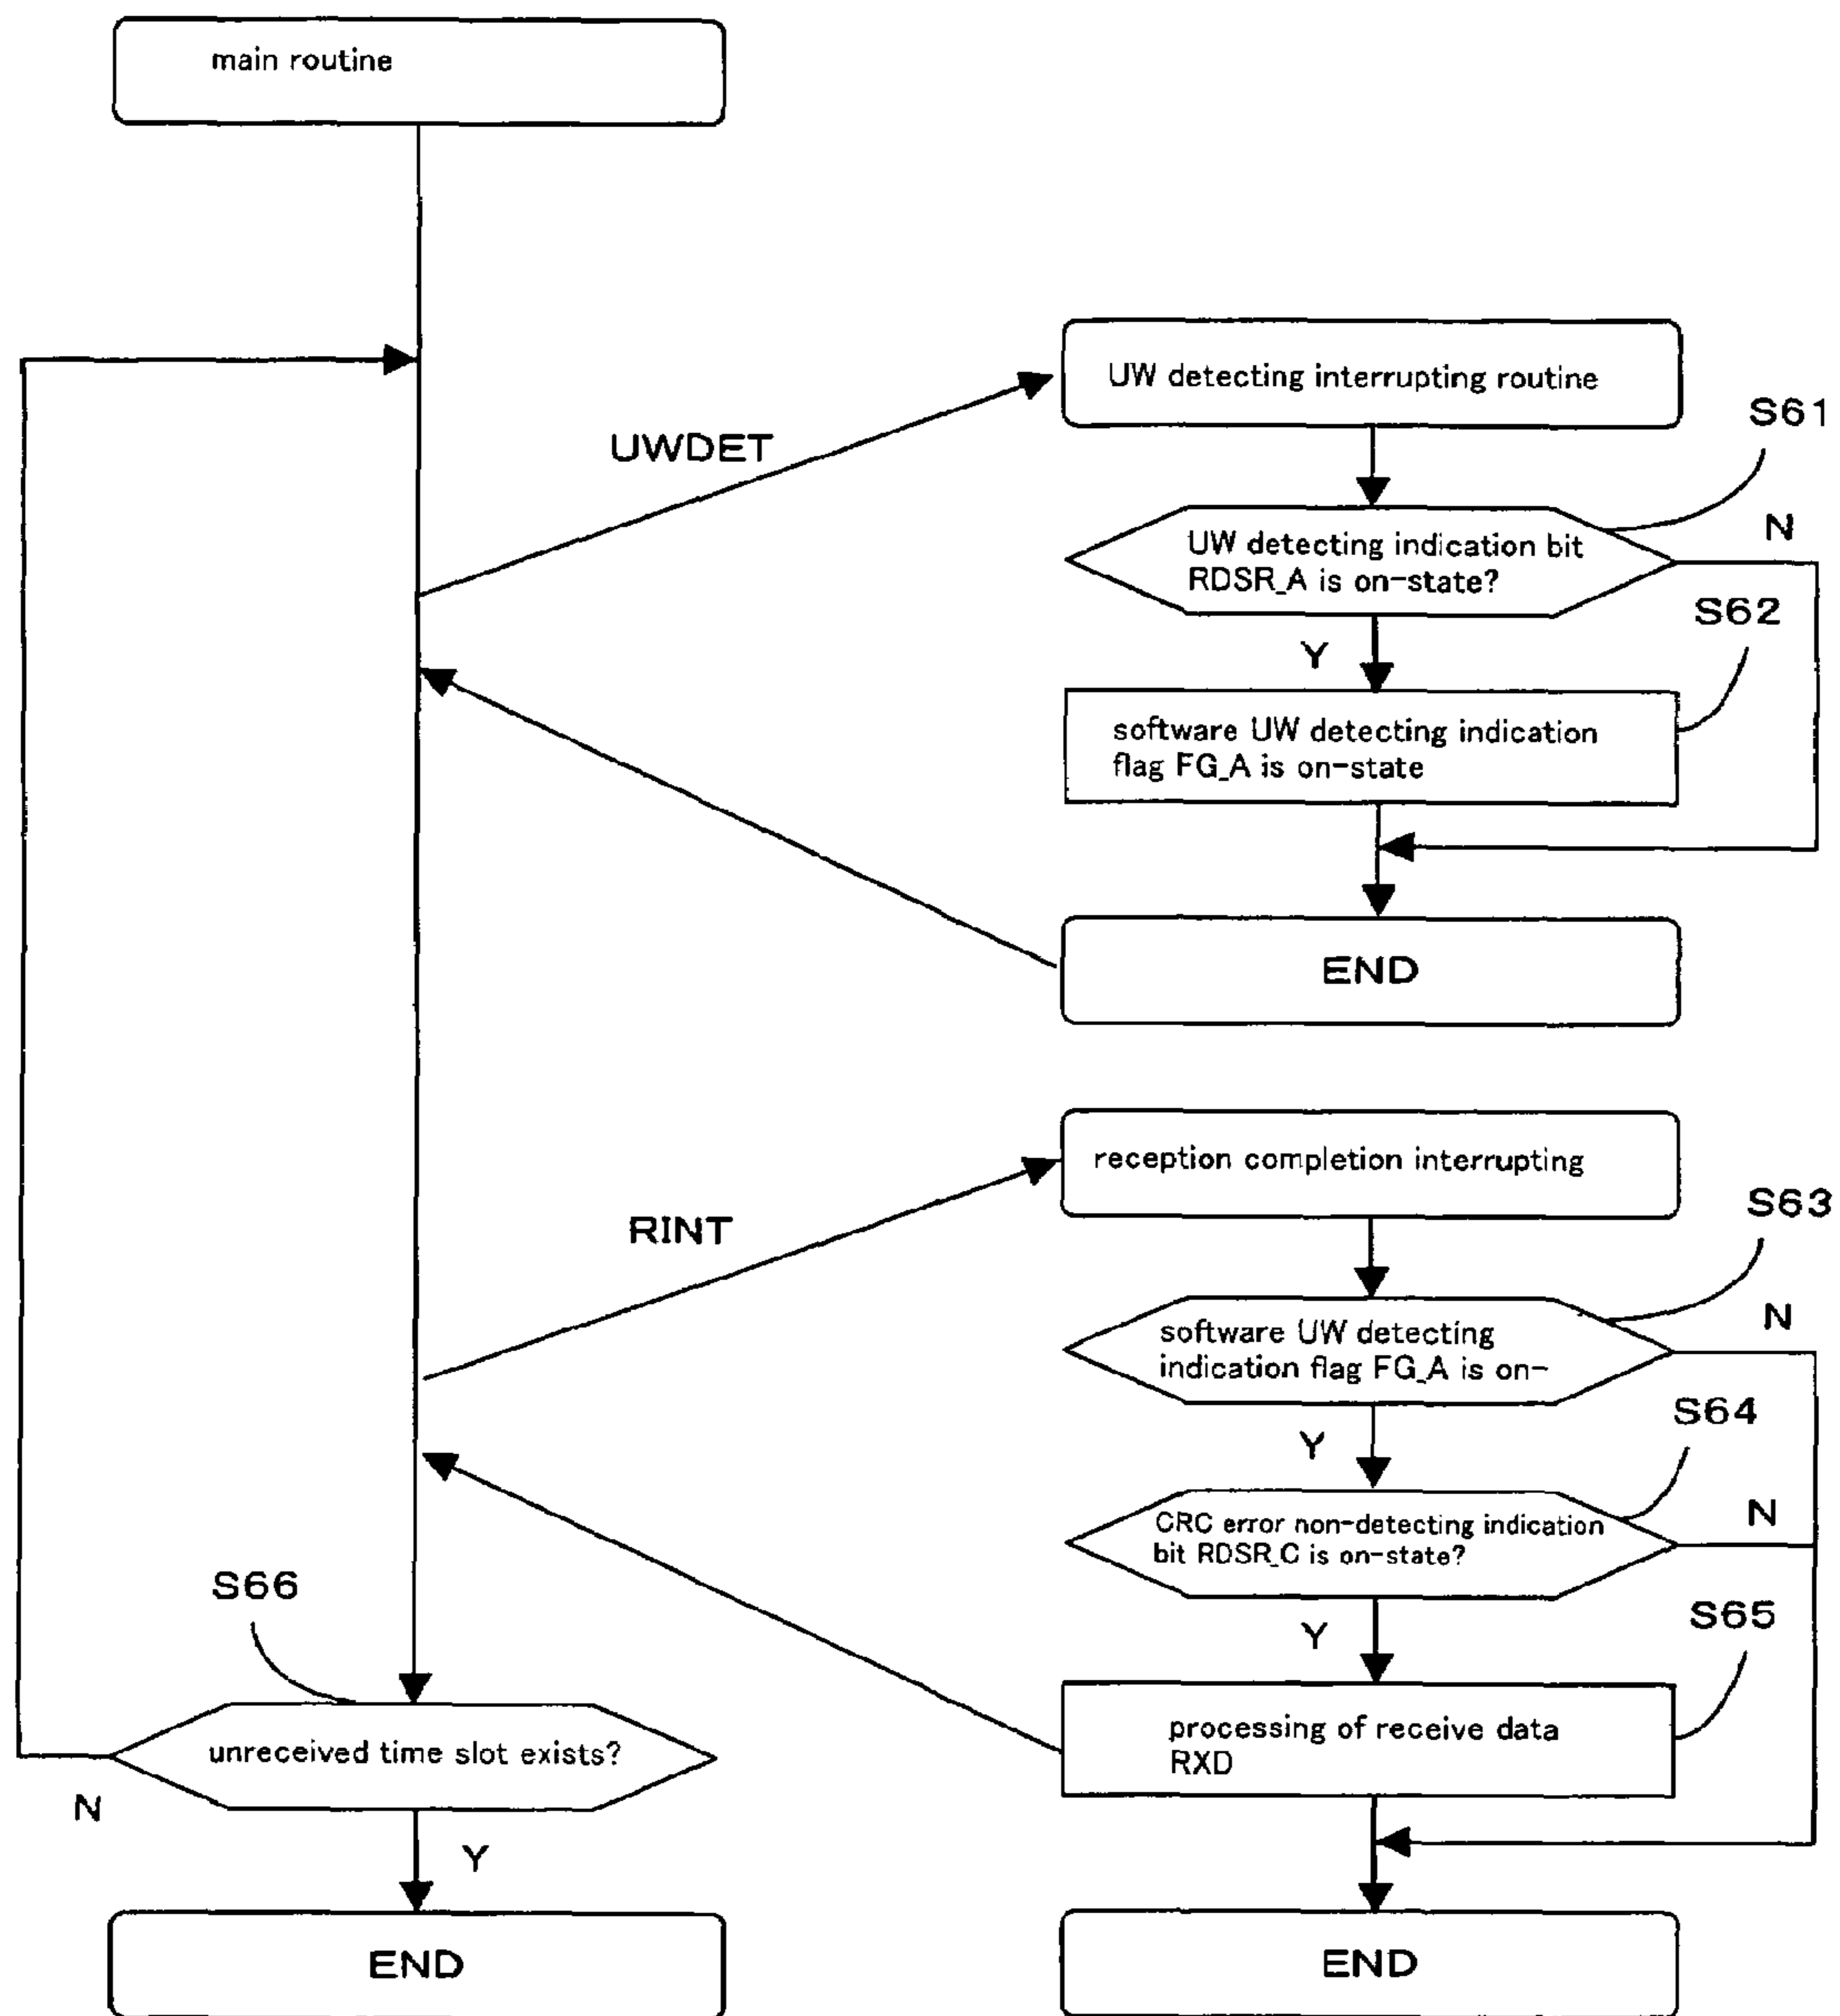 main routine
UW detecting interrupting routine
S61
UWDET
N
UW detecting indication bit
RDSR_A is on-state?
S62
Y
software UW detecting indication
flag FG_A is on-state
END
reception completion interrupting
S63
RINT
N
software UW detecting
indication flag FG_A is on-
S64
Y
N
CRC error non-detecting indication
bit RDSR_C is on-state?
S66
S65
Y
processing of receive data
RXD
unreceived time slot exists?
N
Y
END
END